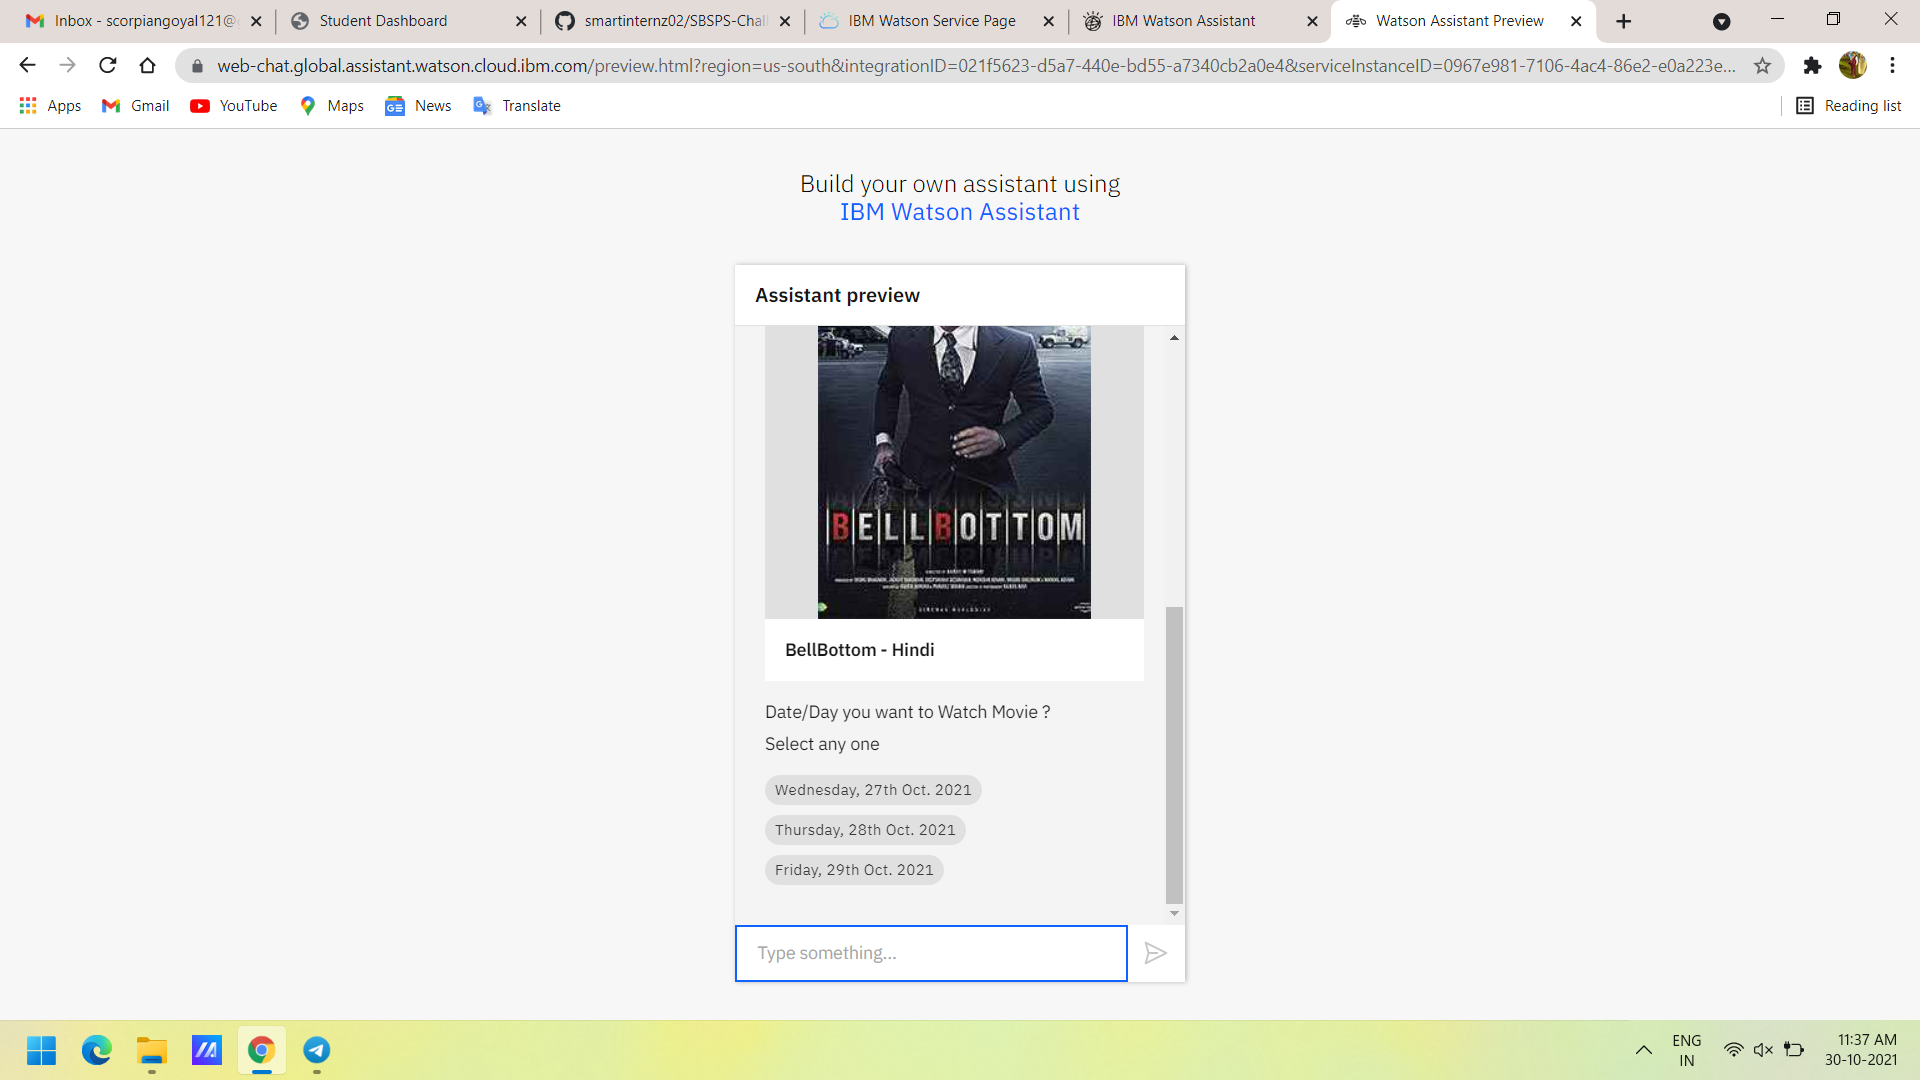 Inbox - scorpiangoyal121@
Student Dashboard
smartinternz02/SBSPS-Chal
IBM Watson Service Page
IBM Watson Assistant
Watson Assistant Preview
web-chat.global.assistant.watson.cloud.ibm.com/preview.html?region=us-south&integrationID=021f5623-d5a7-440e-bd55-a7340cb2a0e4&serviceInstanceID=0967e981-7106-4ac4-86e2-e0a223e...
Apps
Gmail
YouTube
Maps
News
Translate
Reading list
Build your own assistant using
IBM Watson Assistant
Assistant preview
BELLBOTTOM
BellBottom - Hindi
Date/Day you want to Watch Movie ?
Select any one
Wednesday, 27th Oct. 2021
Thursday, 28th Oct. 2021
Friday, 29th Oct. 2021
Type something...
ENG
IN
11:37 AM
30-10-2021